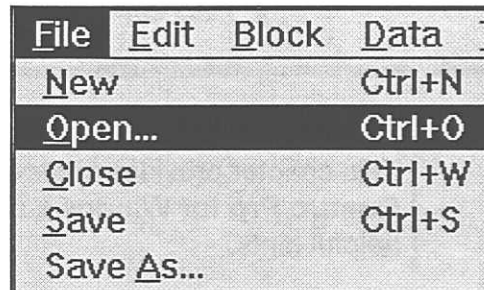 File Edit Block Data
New Ctrl+N
Open... Ctrl+O
Close Ctrl+W
Save Ctrl+S
Save As...